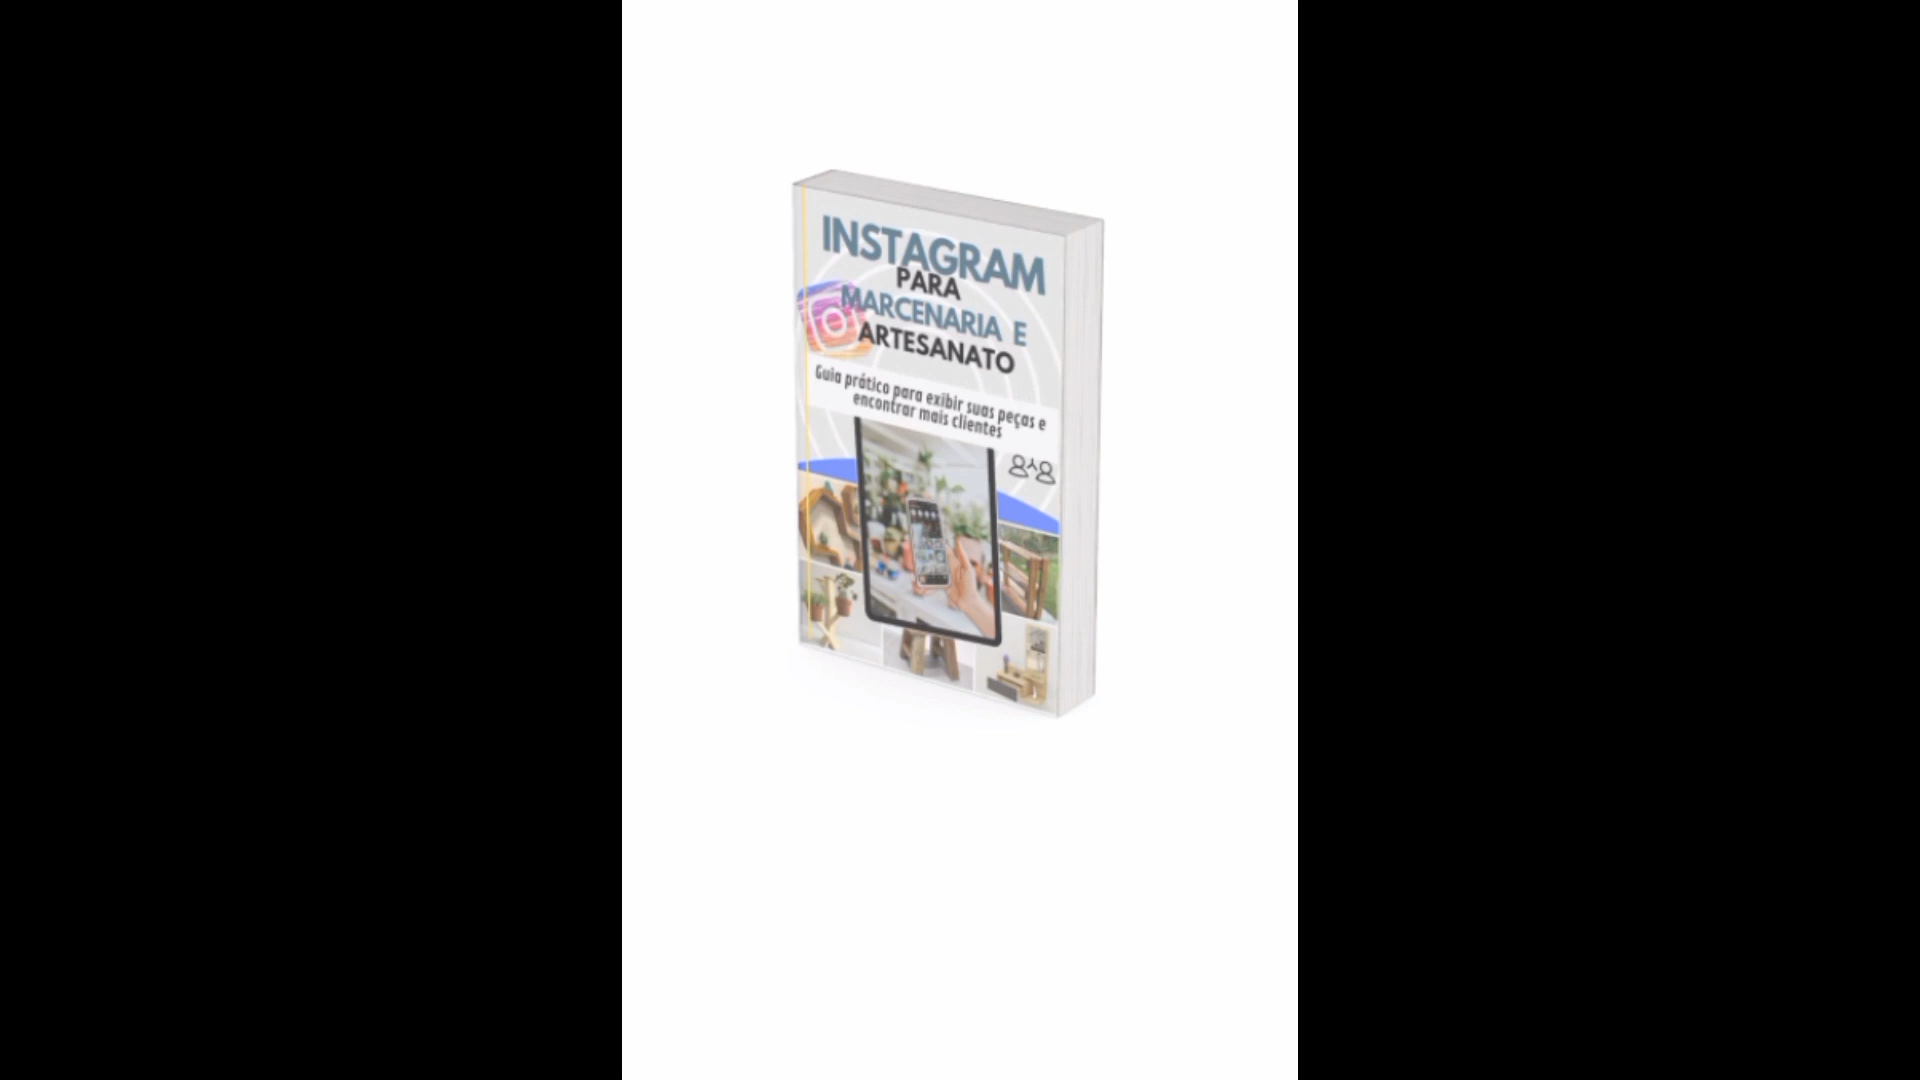 INSTAGRAM
PARA
MARCENARIA E
ARTESANATO
Guia prático para exibir suas peças e
encontrar mais clientes